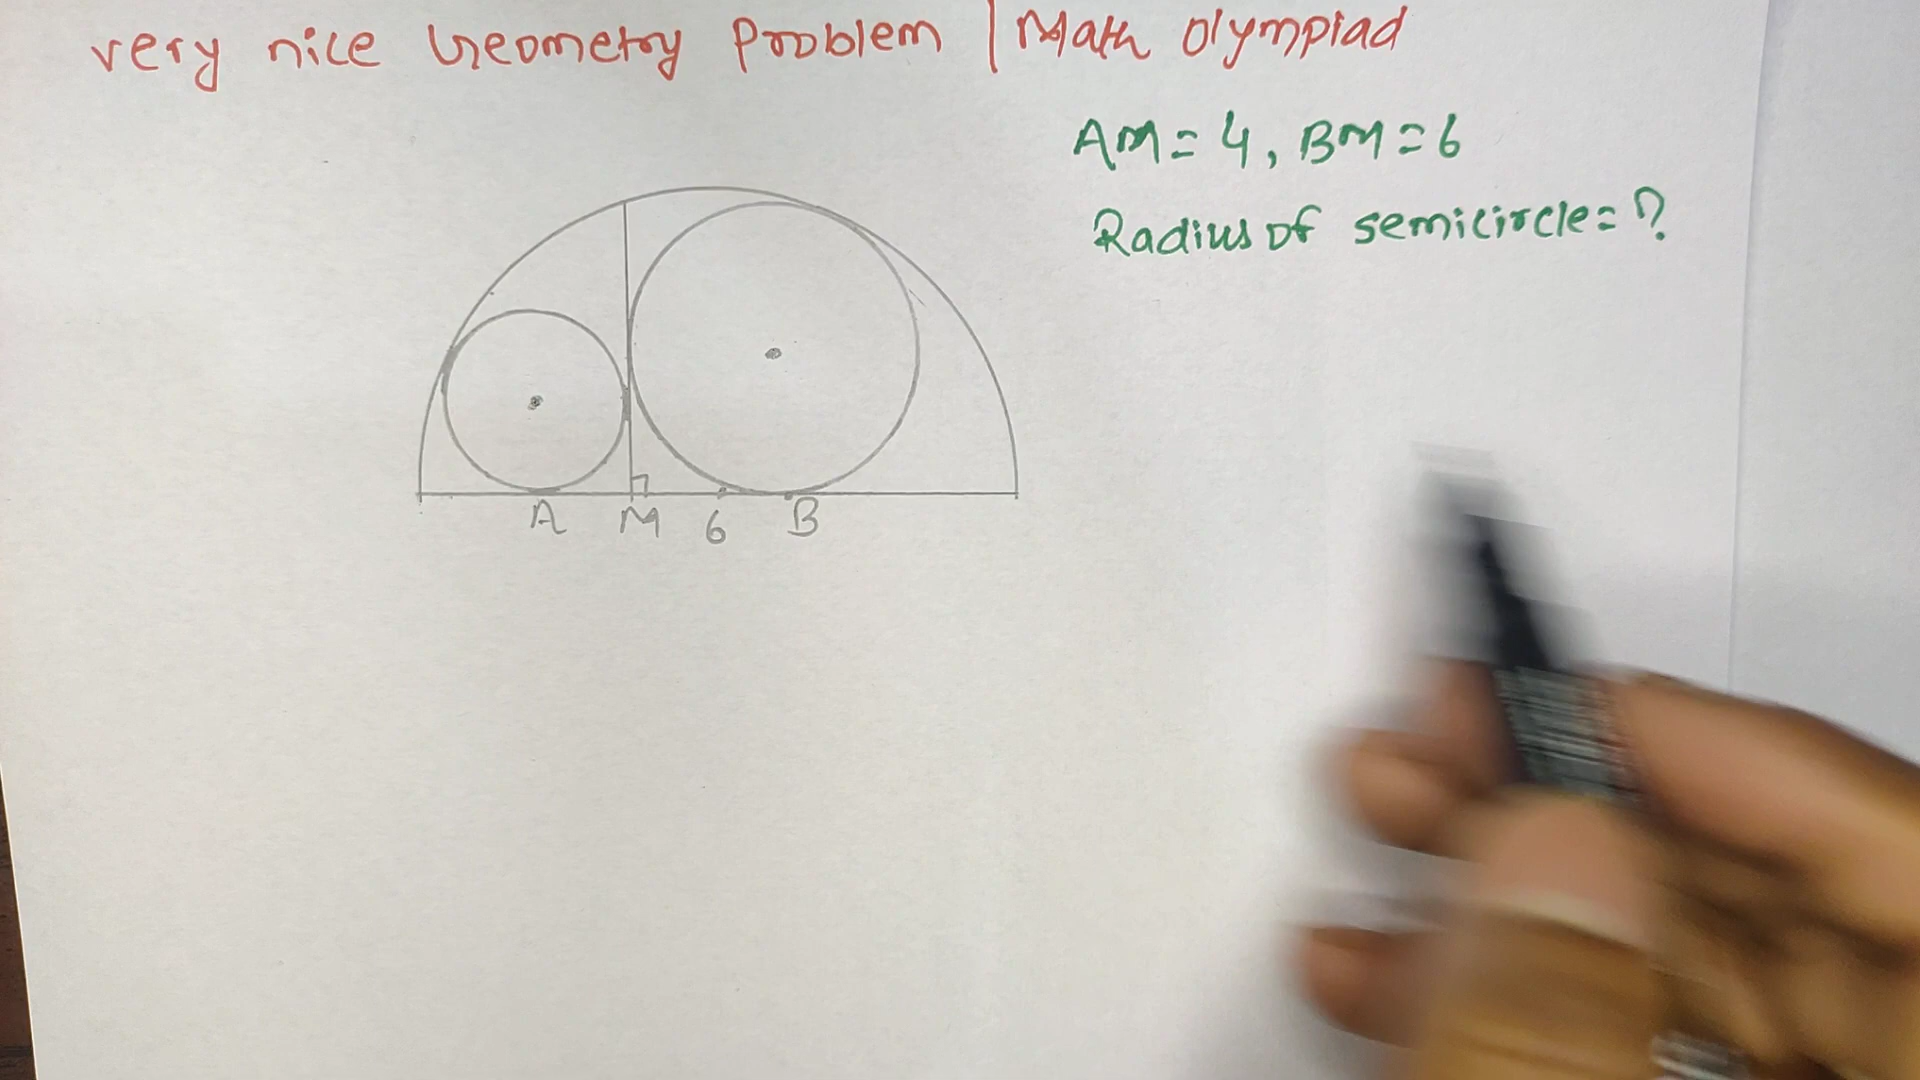 very nice Geometry Problem | Math Olympiad
AM = 4, BM = 6
Radius of semicircle = ?
A M 6 B